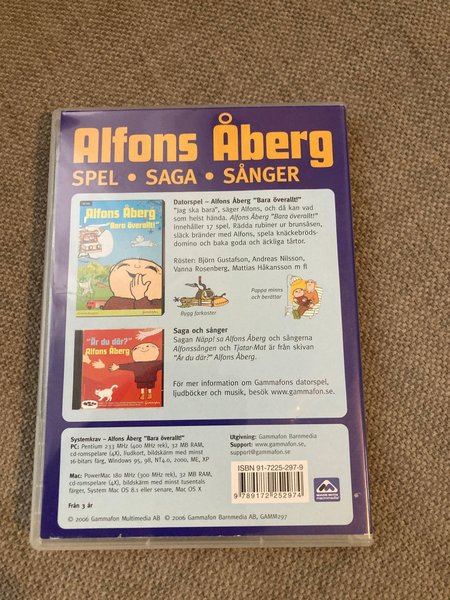 Alfons Åberg
SPEL • SAGA • SÅNGER
Alfons Åberg
"Bara överallt!"
Datorspel – Alfons Åberg "Bara överallt!"
"Jag ska bara", säger Alfons, och då kan vad
som helst hända. Alfons Åberg "Bara överallt!"
innehåller 17 spel. Rädda rubiner ur brunsåsen,
släck bränder med Alfons, spela knäckebröds-
domino och baka goda och äckliga tårtor.
Röster: Björn Gustafson, Andreas Nilsson,
Vanna Rosenberg, Mattias Håkansson m fl
Bygg farkoster
Pappa minns
och berättar
"Är du där?"
Alfons Åberg
Saga och sånger
Sagan Näpp! sa Alfons Åberg och sångerna
Alfonssången och Tjatar-Mat är från skivan
"Är du där?" Alfons Åberg.
För mer information om Gammafons datorspel,
ljudböcker och musik, besök www.gammafon.se.
Systemkrav – Alfons Åberg "Bara överallt!"
PC: Pentium 233 MHz (400 MHz rek), 32 MB RAM,
cd-romspelare (4X), ljudkort, bildskärm med minst
16-bitars färg, Windows 95, 98, NT4.0, 2000, ME, XP
Mac: PowerMac 180 MHz (300 MHz rek), 32 MB RAM,
cd-romspelare (4X), bildskärm med minst tusentals
färger, System Mac OS 8.1 eller senare, Mac OS X
Från 3 år
Utgivning: Gammafon Barnmedia
Support: www.gammafon.se,
support@gammafon.se
ISBN 91-7225-297-9
9 789172 252974
MADE WITH
macromedia
© 2006 Gammafon Multimedia AB © 2006 Gammafon Barnmedia AB, GAMM297